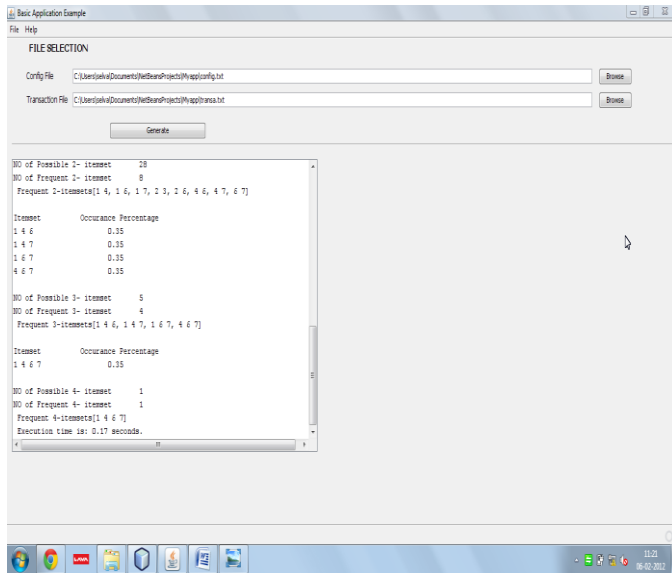 Basic Application Example
File Help
FILE SELECTION
Config File C:\Users\selva\Documents\NetBeansProjects\Myapp\config.txt Browse
Transaction File C:\Users\selva\Documents\NetBeansProjects\Myapp\transa.txt Browse
Generate
NO of Possible 2- itemset 28
NO of Frequent 2- itemset 8
Frequent 2-itemsets[1 4, 1 6, 1 7, 2 3, 2 6, 4 6, 4 7, 6 7]
Itemset Occurance Percentage
1 4 6 0.35
1 4 7 0.35
1 6 7 0.35
4 6 7 0.35
NO of Possible 3- itemset 5
NO of Frequent 3- itemset 4
Frequent 3-itemsets[1 4 6, 1 4 7, 1 6 7, 4 6 7]
Itemset Occurance Percentage
1 4 6 7 0.35
NO of Possible 4- itemset 1
NO of Frequent 4- itemset 1
Frequent 4-itemsets[1 4 6 7]
Execution time is: 0.17 seconds.
LAVA
11:21
06-02-2012